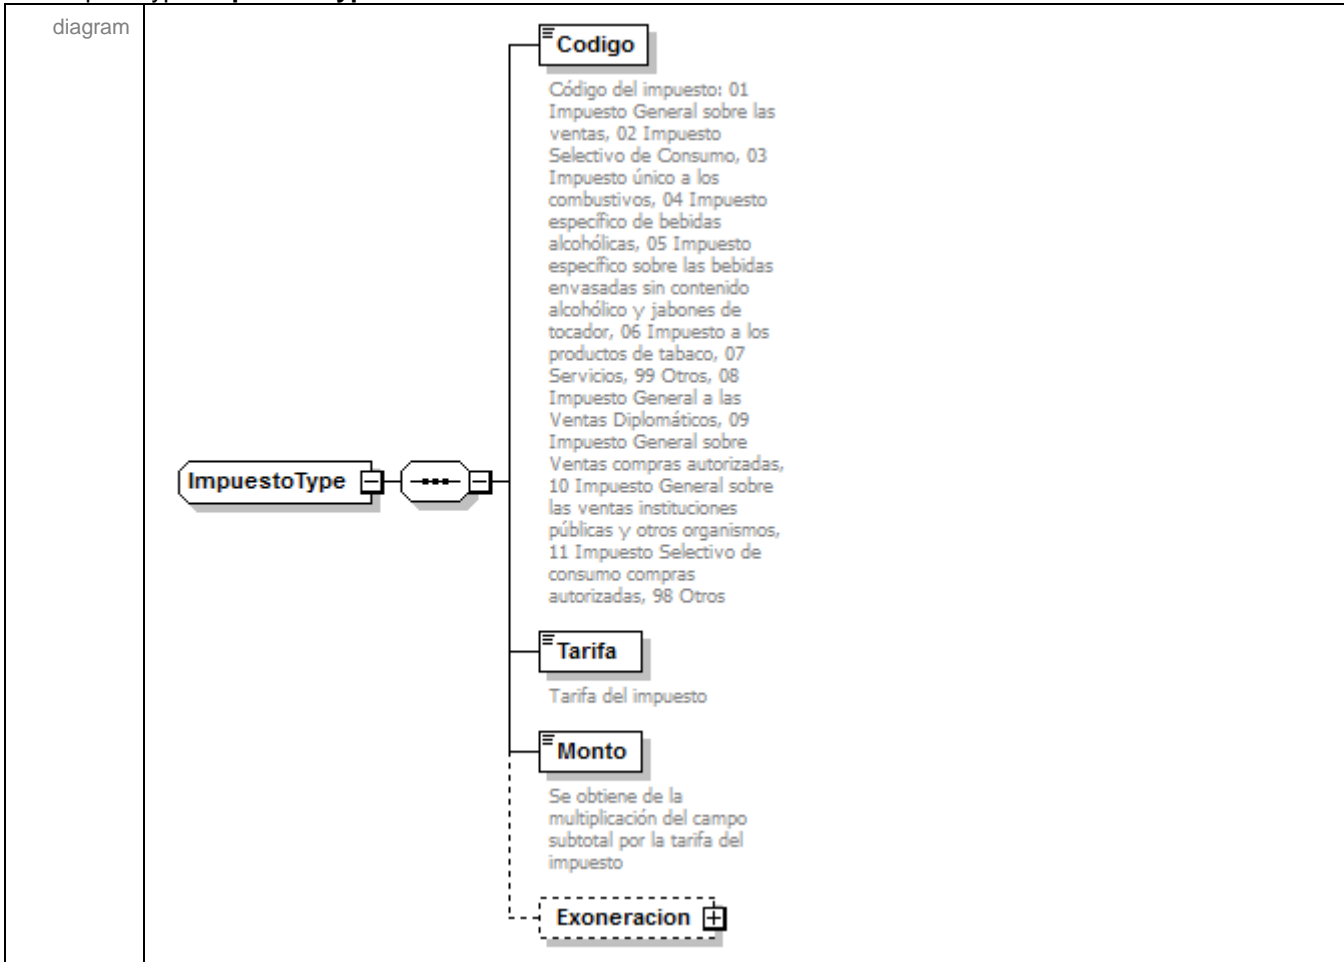 diagram
Codigo
Código del impuesto: 01
Impuesto General sobre las
ventas, 02 Impuesto
Selectivo de Consumo, 03
Impuesto único a los
combustivos, 04 Impuesto
específico de bebidas
alcohólicas, 05 Impuesto
específico sobre las bebidas
envasadas sin contenido
alcohólico y jabones de
tocador, 06 Impuesto a los
productos de tabaco, 07
Servicios, 99 Otros, 08
Impuesto General a las
Ventas Diplomáticos, 09
Impuesto General sobre
Ventas compras autorizadas,
10 Impuesto General sobre
las ventas instituciones
públicas y otros organismos,
11 Impuesto Selectivo de
consumo compras
autorizadas, 98 Otros
ImpuestoType
Tarifa
Tarifa del impuesto
Monto
Se obtiene de la
multiplicación del campo
subtotal por la tarifa del
impuesto
Exoneracion